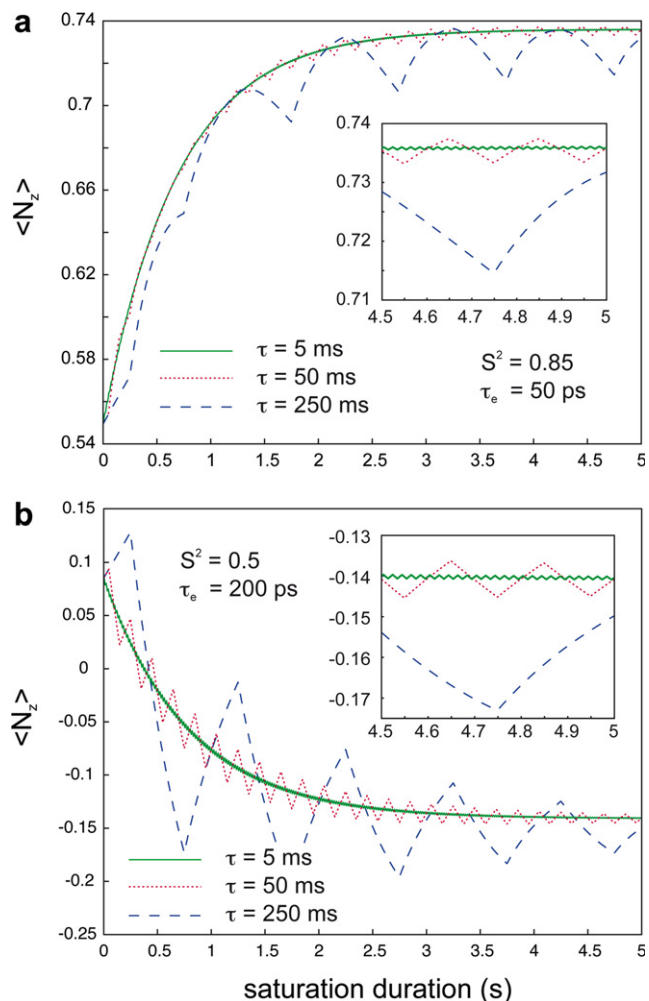 a
0.74
0.7
0.66
0.62
0.58
0.54
<N_z>
0.74
0.73
0.72
0.71
4.5 4.6 4.7 4.8 4.9 5
τ = 5 ms
τ = 50 ms
τ = 250 ms
S² = 0.85
τ_e = 50 ps
0 0.5 1 1.5 2 2.5 3 3.5 4 4.5 5
b
0.15
0.1
0.05
0
-0.05
-0.1
-0.15
-0.2
-0.25
<N_z>
S² = 0.5
τ_e = 200 ps
-0.13
-0.14
-0.15
-0.16
-0.17
4.5 4.6 4.7 4.8 4.9 5
τ = 5 ms
τ = 50 ms
τ = 250 ms
0 0.5 1 1.5 2 2.5 3 3.5 4 4.5 5
saturation duration (s)